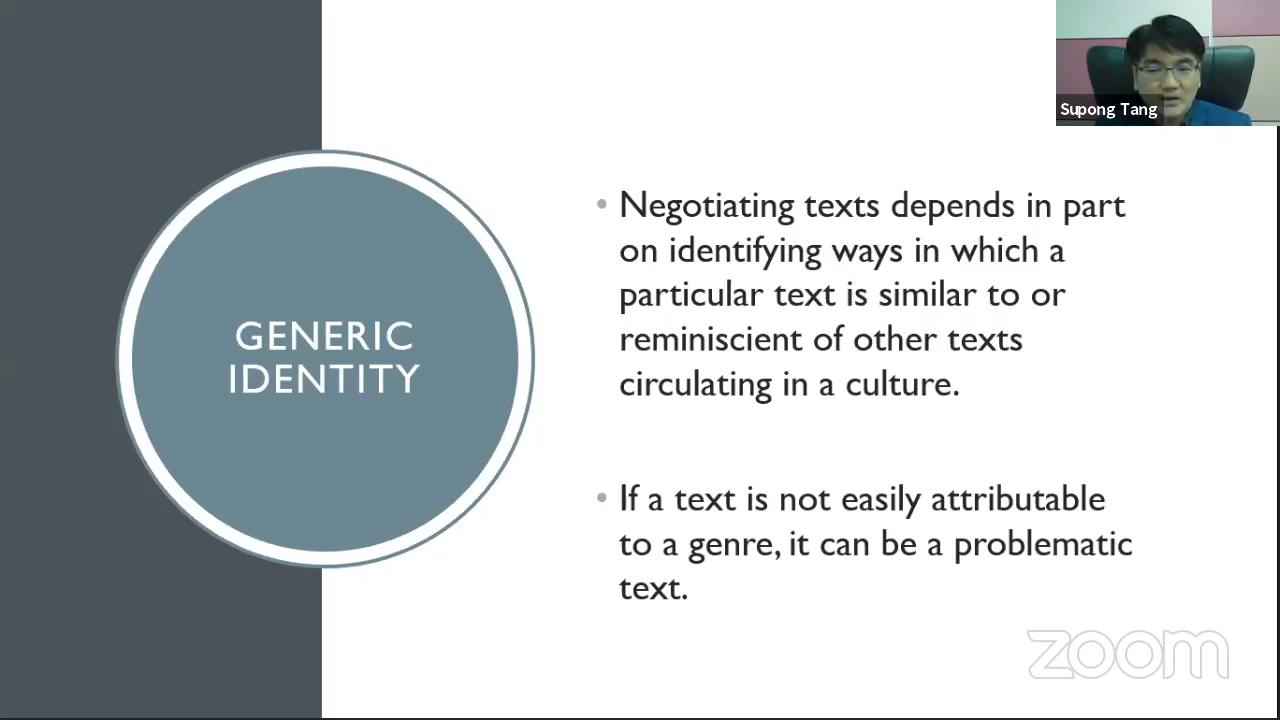 Supong Tang
GENERIC
IDENTITY
• Negotiating texts depends in part
on identifying ways in which a
particular text is similar to or
reminiscient of other texts
circulating in a culture.
• If a text is not easily attributable
to a genre, it can be a problematic
text.
zoom